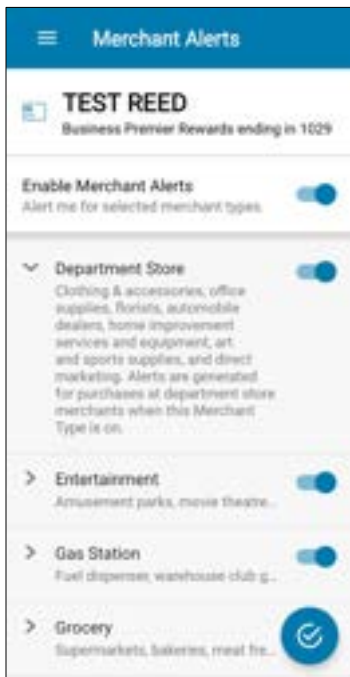 Merchant Alerts
TEST REED
Business Premier Rewards ending in 1029
Enable Merchant Alerts
Alert me for selected merchant types.
Department Store
Clothing & accessories, office
supplies, florists, automobile
dealers, home improvement
services and equipment, art
and sports supplies, and direct
marketing. Alerts are generated
for purchases at department store
merchants when this Merchant
Type is on.
Entertainment
Amusement parks, movie theatre...
Gas Station
Fuel dispenser, warehouse club g...
Grocery
Supermarkets, bakeries, meat fre...